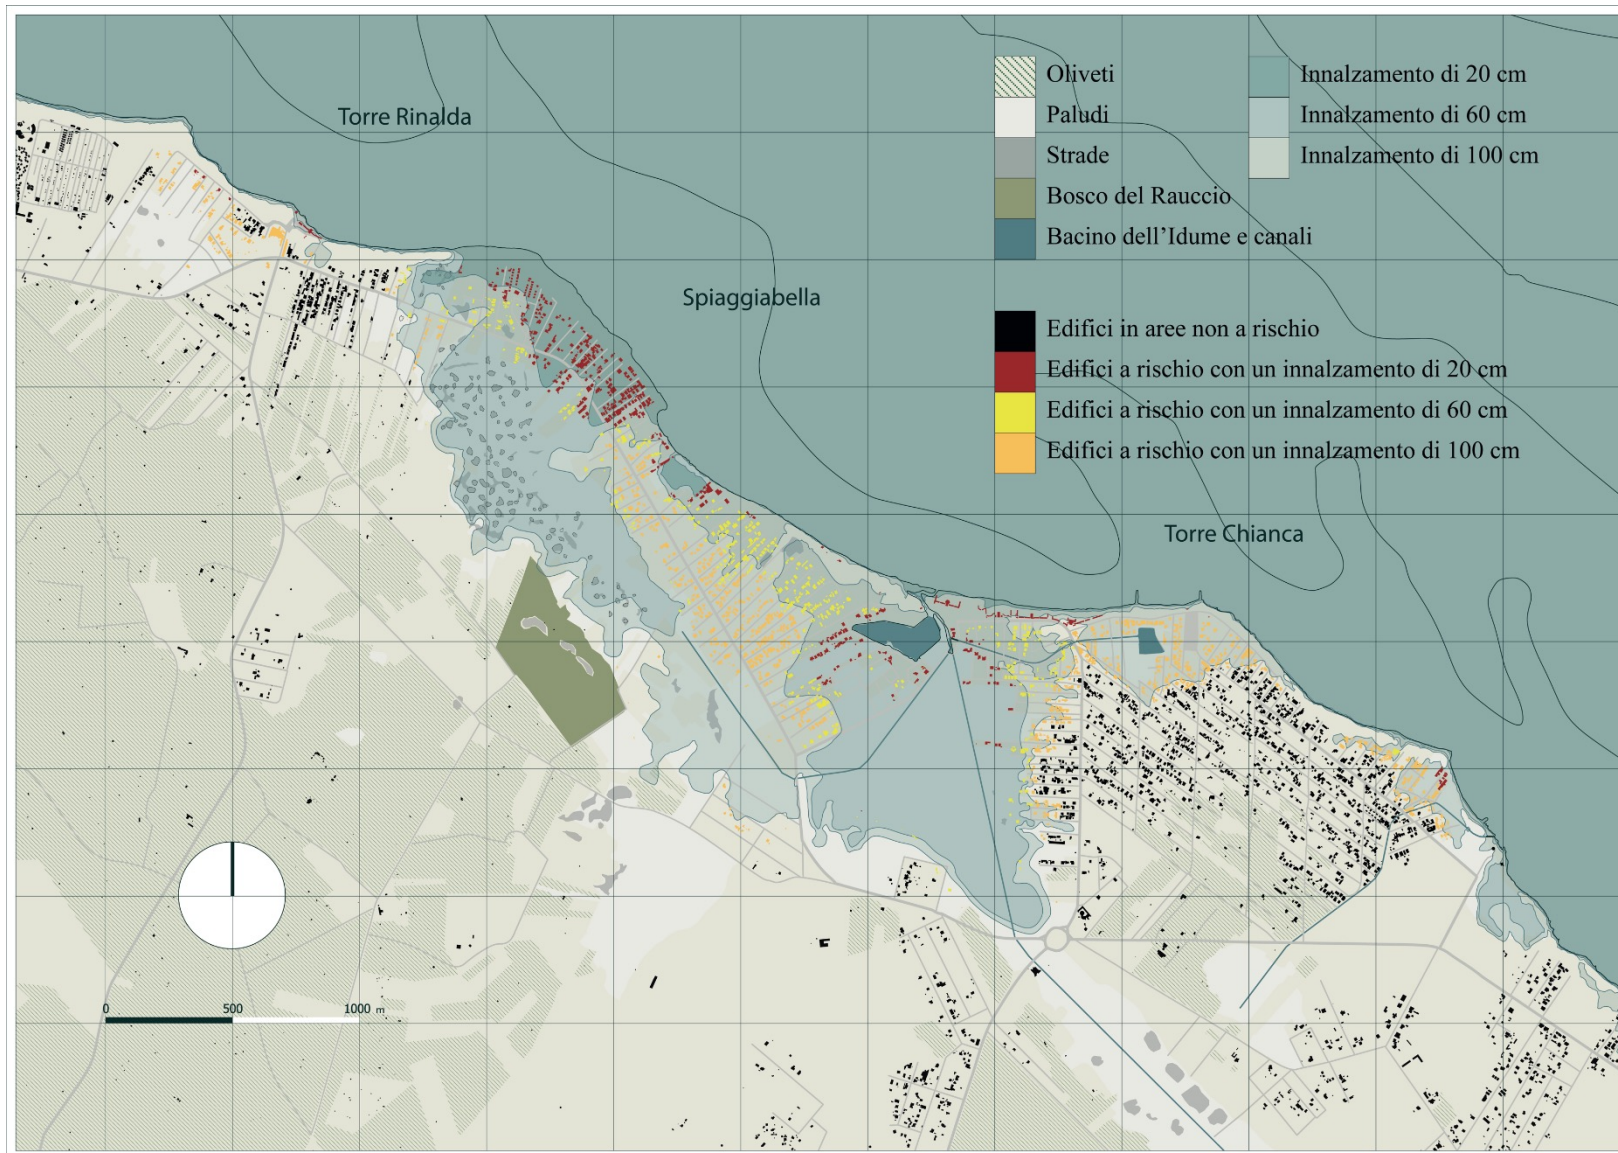 Oliveti
Paludi
Strade
Bosco del Rauccio
Bacino dell'Idume e canali
Innalzamento di 20 cm
Innalzamento di 60 cm
Innalzamento di 100 cm
Edifici in aree non a rischio
Edifici a rischio con un innalzamento di 20 cm
Edifici a rischio con un innalzamento di 60 cm
Edifici a rischio con un innalzamento di 100 cm
Torre Rinalda
Spiaggiabella
Torre Chianca
0 500 1000 m